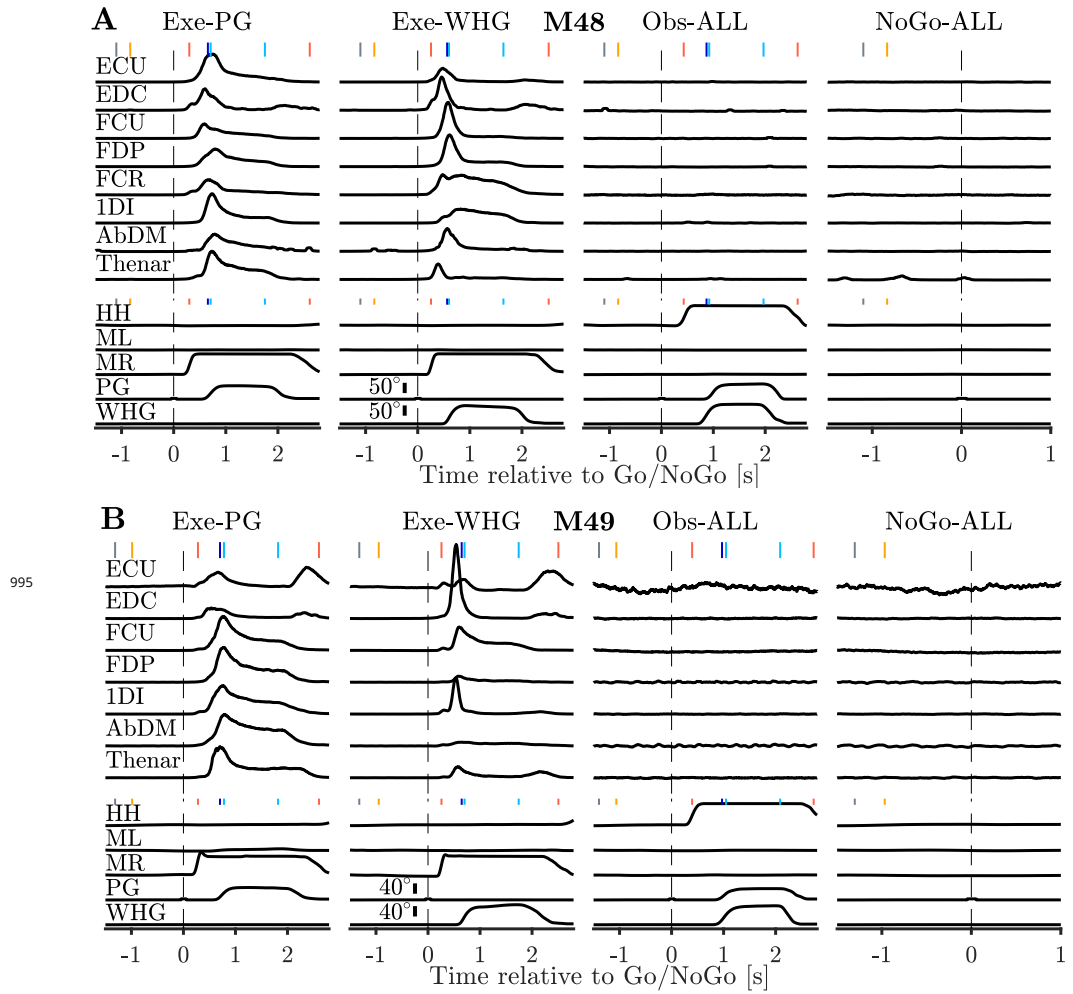 A Exe-PG Exe-WHG M48 Obs-ALL NoGo-ALL
ECU
EDC
FCU
FDP
FCR
1DI
AbDM
Thenar
HH
ML
MR
PG 50°
WHG 50°
-1 0 1 2 -1 0 1 2 -1 0 1 2 -1 0 1
Time relative to Go/NoGo [s]
B Exe-PG Exe-WHG M49 Obs-ALL NoGo-ALL
995
ECU
EDC
FCU
FDP
1DI
AbDM
Thenar
HH
ML
MR
PG 40°
WHG 40°
-1 0 1 2 -1 0 1 2 -1 0 1 2 -1 0 1
Time relative to Go/NoGo [s]